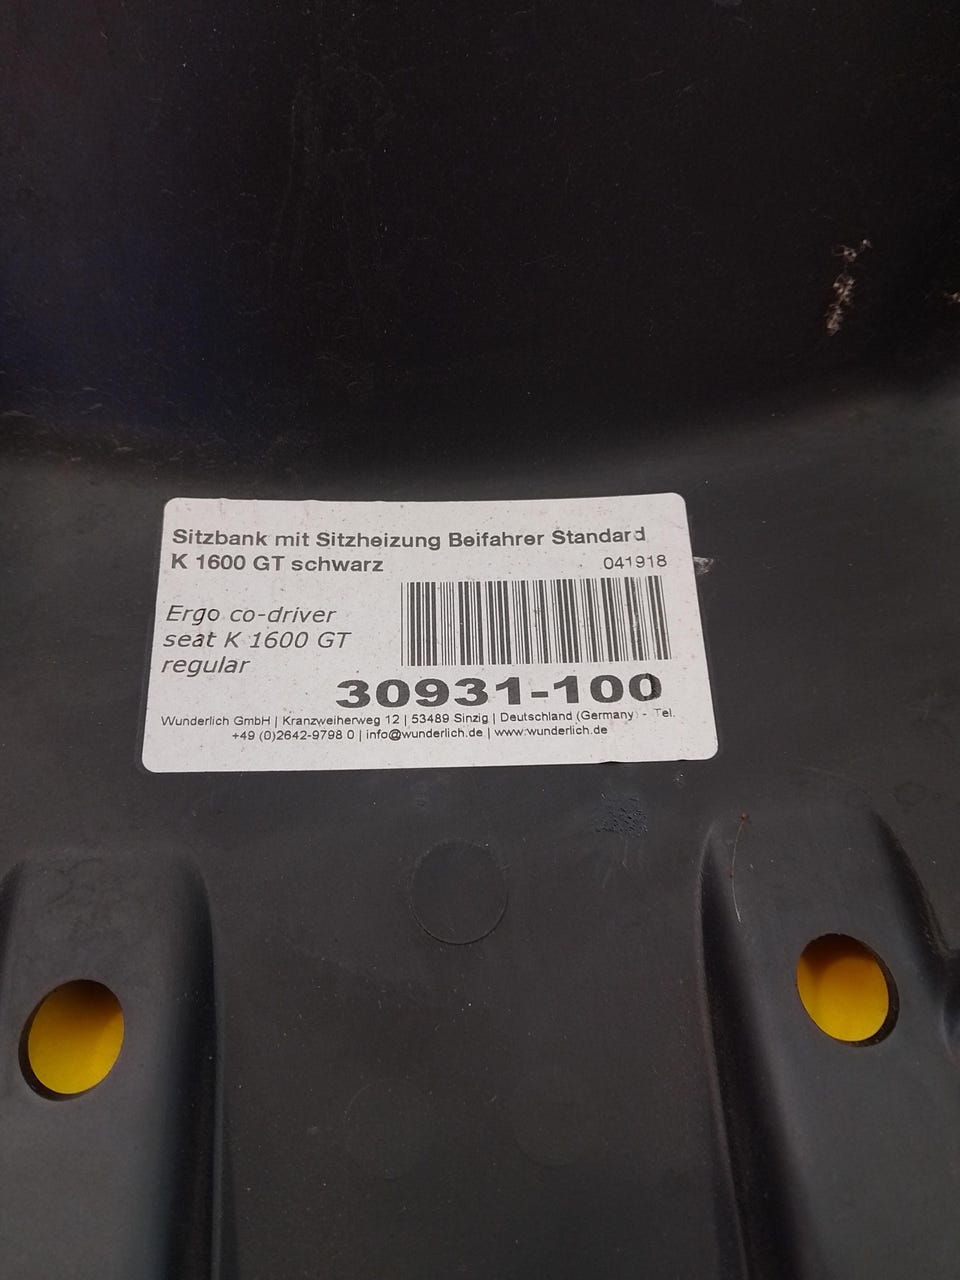 Sitzbank mit Sitzheizung Beifahrer Standard
K 1600 GT schwarz
041918
Ergo co-driver
seat K 1600 GT
regular
30931-100
Wunderlich GmbH | Kranzweiherweg 12 | 53489 Sinzig | Deutschland (Germany) - Tel.
+49 (0)2642-9798 0 | info@wunderlich.de | www.wunderlich.de